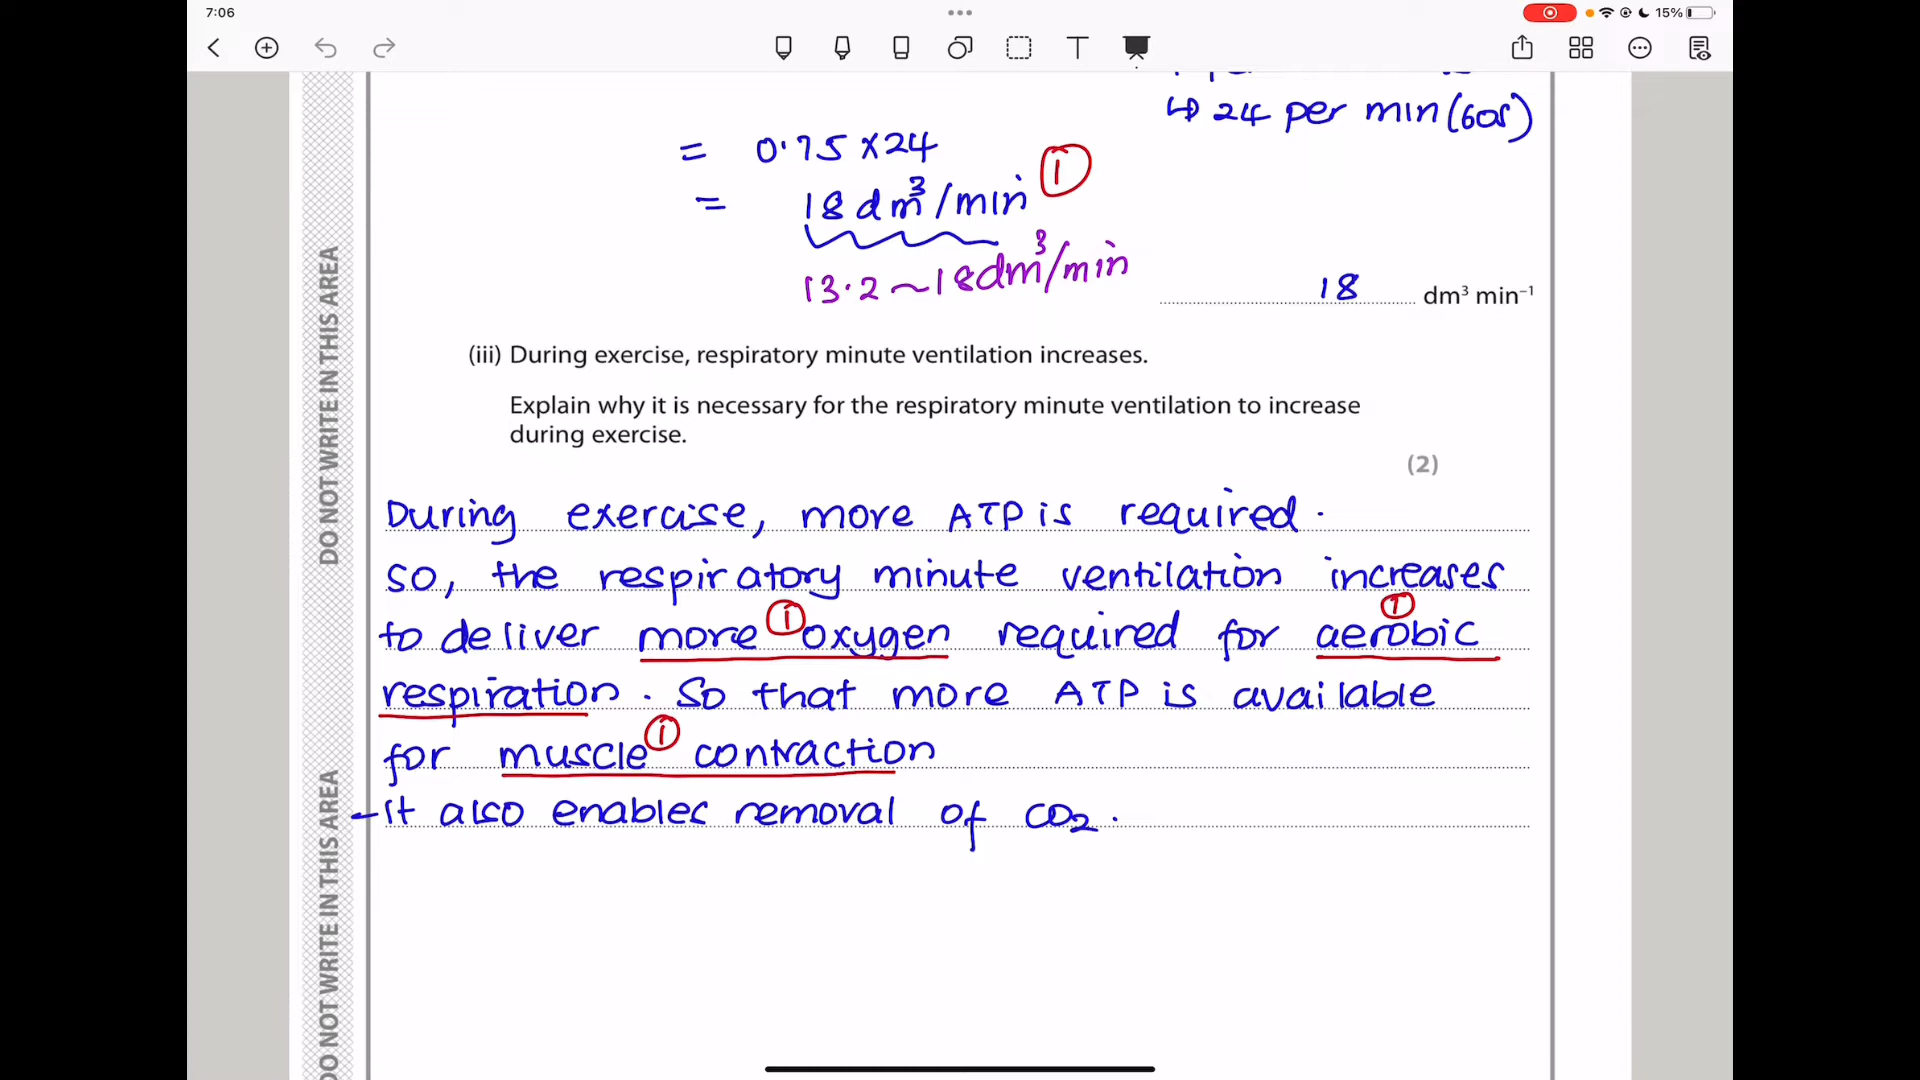 7:06
15%
↳ 24 per min (60s)
= 0.75 x 24
= 18 dm³/min ①
13.2 ~ 18 dm³/min
18 dm³ min⁻¹
(iii) During exercise, respiratory minute ventilation increases.
Explain why it is necessary for the respiratory minute ventilation to increase
during exercise.
(2)
During exercise, more ATP is required.
so, the respiratory minute ventilation increases
to deliver more ① oxygen required for aerobic ①
respiration. So that more ATP is available
for muscle ① contraction
- It also enables removal of CO₂.
DO NOT WRITE IN THIS AREA
DO NOT WRITE IN THIS AREA